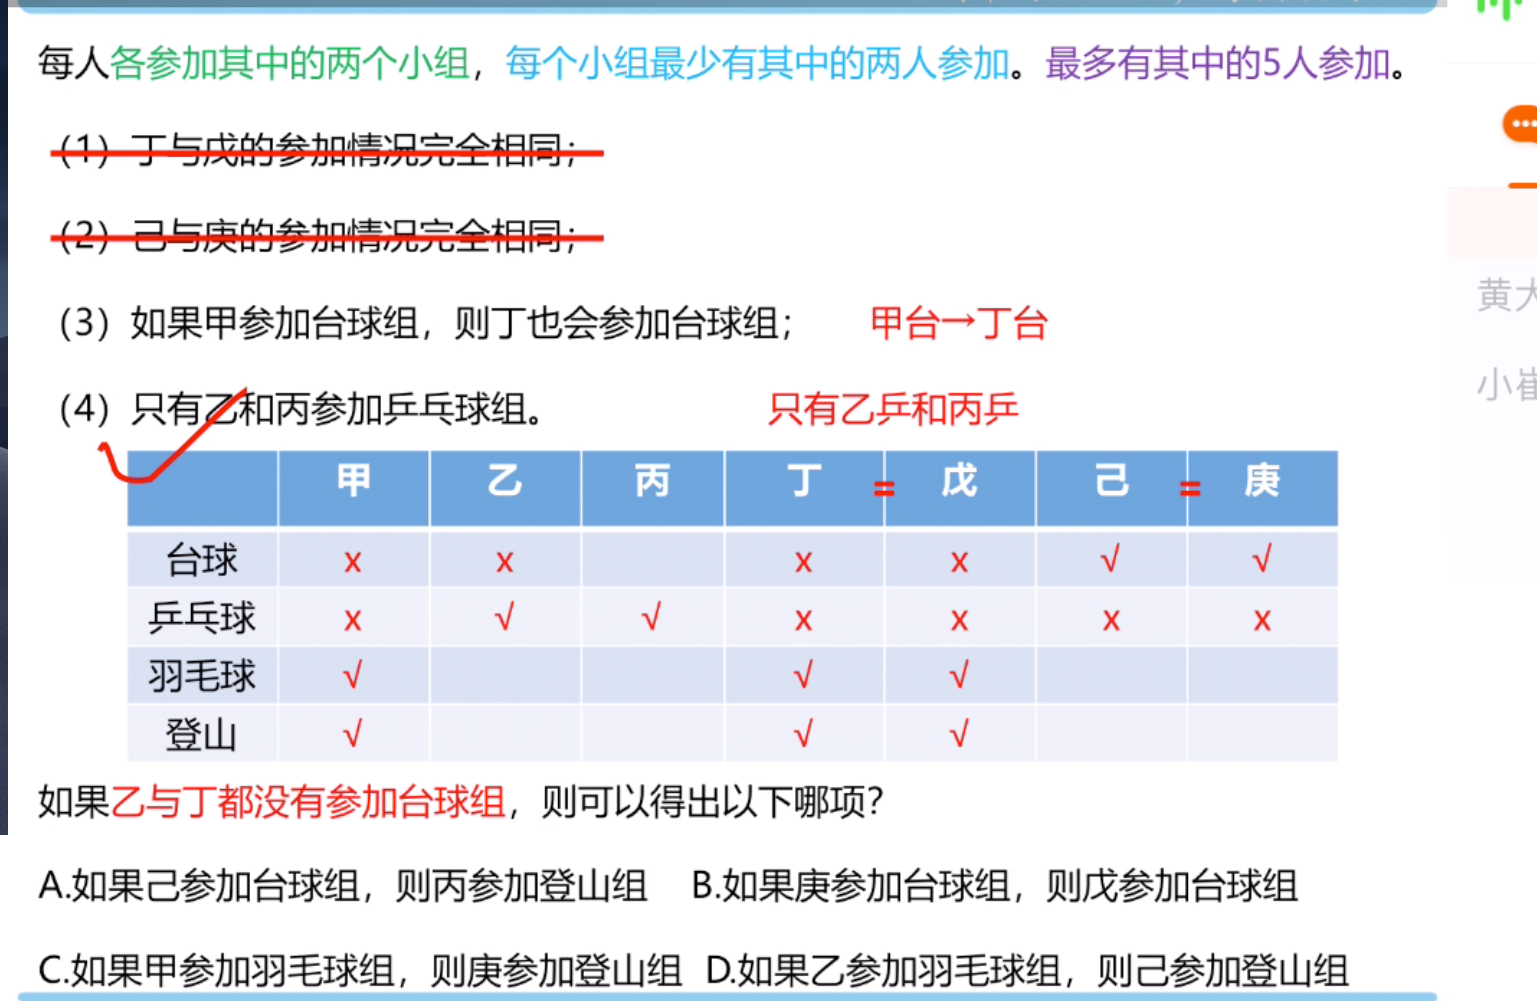 每人各参加其中的两个小组，每个小组最少有其中的两人参加。最多有其中的5人参加。
（1）丁与戊的参加情况完全相同；
（2）己与庚的参加情况完全相同；
（3）如果甲参加台球组，则丁也会参加台球组； 甲台→丁台
（4）只有乙和丙参加乒乓球组。 只有乙乒和丙乒
甲 乙 丙 丁 = 戊 己 = 庚
台球 x x x x √ √
乒乓球 x √ √ x x x x
羽毛球 √ √ √
登山 √ √ √
如果乙与丁都没有参加台球组，则可以得出以下哪项？
A.如果己参加台球组，则丙参加登山组 B.如果庚参加台球组，则戊参加台球组
C.如果甲参加羽毛球组，则庚参加登山组 D.如果乙参加羽毛球组，则己参加登山组
黄大
小崔